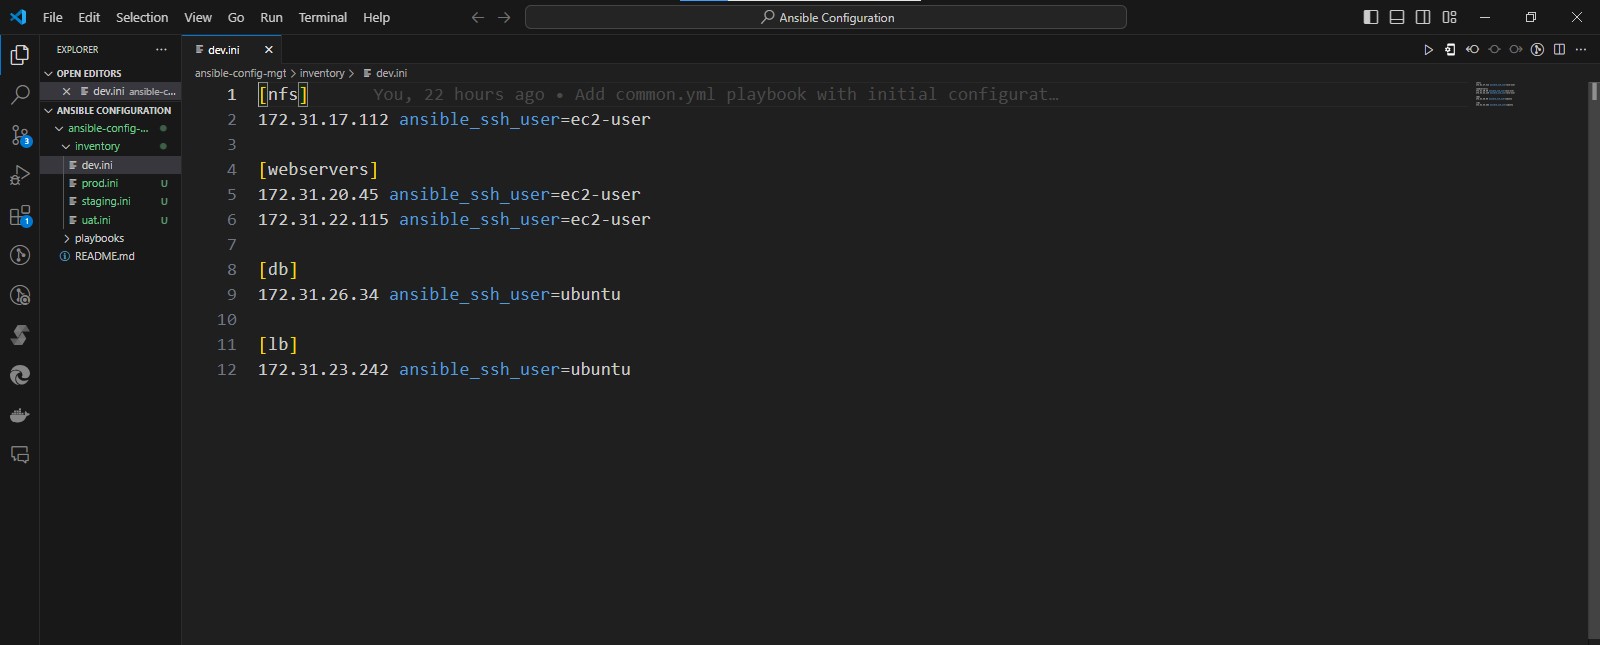 File Edit Selection View Go Run Terminal Help
Ansible Configuration
EXPLORER
dev.ini
OPEN EDITORS
dev.ini ansible-c...
ANSIBLE CONFIGURATION
ansible-config-...
inventory
dev.ini
prod.ini U
staging.ini U
uat.ini U
playbooks
README.md
3
1
ansible-config-mgt > inventory > dev.ini
1 [nfs] You, 22 hours ago • Add common.yml playbook with initial configurat…
2 172.31.17.112 ansible_ssh_user=ec2-user
3
4 [webservers]
5 172.31.20.45 ansible_ssh_user=ec2-user
6 172.31.22.115 ansible_ssh_user=ec2-user
7
8 [db]
9 172.31.26.34 ansible_ssh_user=ubuntu
10
11 [lb]
12 172.31.23.242 ansible_ssh_user=ubuntu